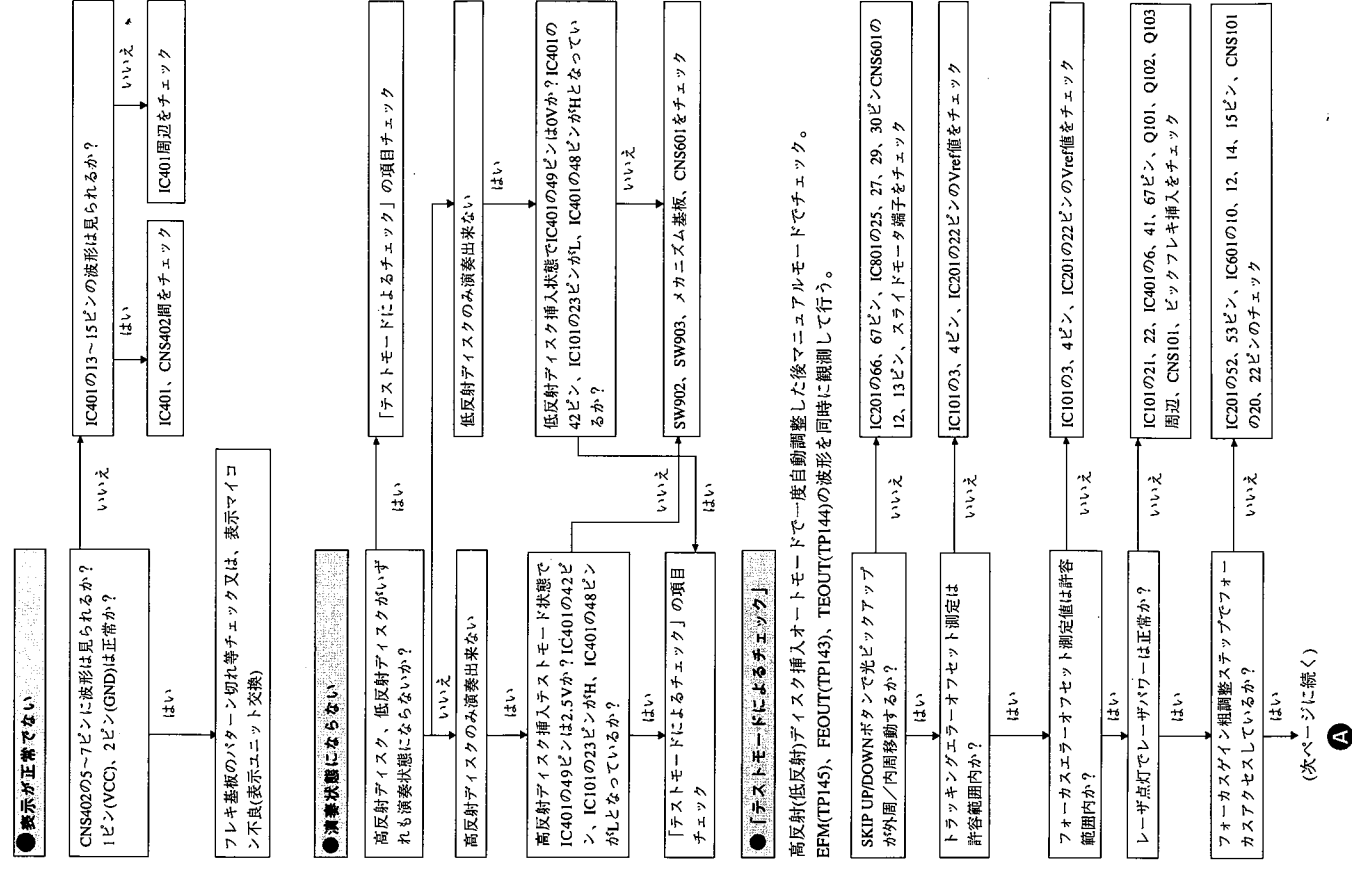 ●表示が正常でない
CNS402の5～7ピンに波形は見られるか？
1ピン(VCC)、2ピン(GND)は正常か？
いいえ
IC401の13～15ピンの波形は見られるか？
いいえ
はい
IC401、CNS402間をチェック
IC401周辺をチェック
はい
フレキ基板のパターン切れ等チェック又は、表示マイコ
ン不良(表示ユニット交換)
●演奏状態にならない
高反射ディスク、低反射ディスクがいず
れも演奏状態にならないか？
はい
「テストモードによるチェック」の項目チェック
いいえ
高反射ディスクのみ演奏出来ない
低反射ディスクのみ演奏出来ない
はい
はい
高反射ディスク挿入テストモード状態で
IC401の49ピンは2.5Vか？IC401の42ピ
ン、IC101の23ピンがH、IC401の48ピン
がLとなっているか？
低反射ディスク挿入状態でIC401の49ピンは0Vか？IC401の
42ピン、IC101の23ピンがL、IC401の48ピンがHとなってい
るか？
はい
いいえ
はい
いいえ
「テストモードによるチェック」の項目
チェック
SW902、SW903、メカニズム基板、CNS601をチェック
●「テストモードによるチェック」
高反射(低反射)ディスク挿入オートモードで一度自動調整した後マニュアルモードでチェック。
EFM(TP145)、FEOUT(TP143)、TEOUT(TP144)の波形を同時に観測して行う。
SKIP UP/DOWNボタンで光ピックアップ
が外周／内周移動するか？
いいえ
IC201の66、67ピン、IC801の25、27、29、30ピンCNS601の
12、13ピン、スライドモータ端子をチェック
はい
トラッキングエラーオフセット測定は
許容範囲内か？
いいえ
IC101の3、4ピン、IC201の22ピンのVref値をチェック
はい
フォーカスエラーオフセット測定値は許容
範囲内か？
いいえ
IC101の3、4ピン、IC201の22ピンのVref値をチェック
はい
レーザ点灯でレーザパワーは正常か？
いいえ
IC101の21、22、IC401の6、41、67ピン、Q101、Q102、Q103
周辺、CNS101、ピックフレキ挿入をチェック
はい
フォーカスゲイン粗調整ステップでフォー
カスアクセスしているか？
いいえ
IC201の52、53ピン、IC601の10、12、14、15ピン、CNS101
の20、22ピンのチェック
はい
(次ページに続く)
A